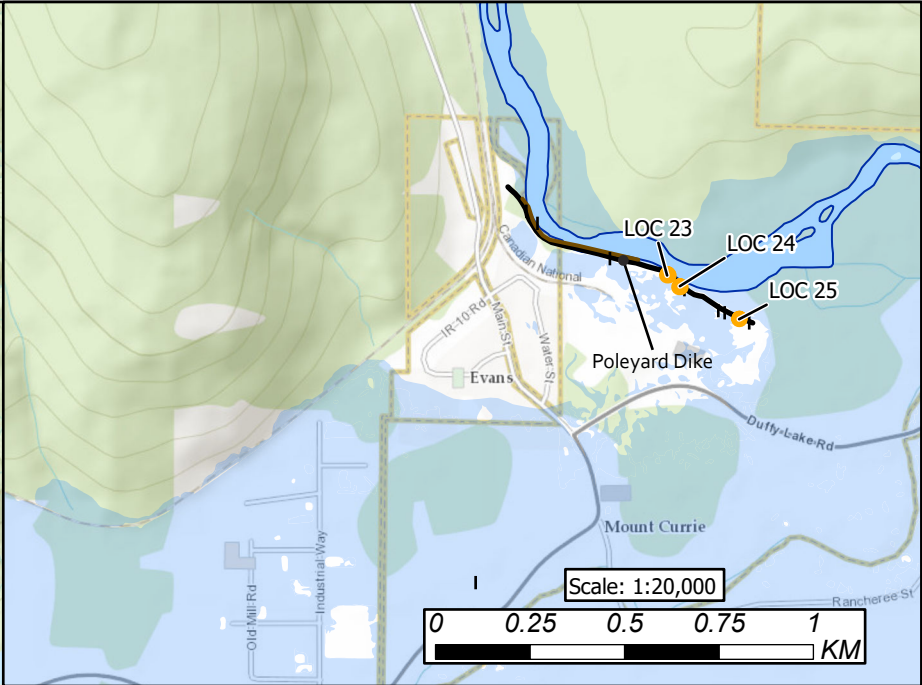 LOC 23
LOC 24
LOC 25
Canadian National
IR-10 Rd
Main St
Water St
Poleyard Dike
Evans
Duffy-Lake-Rd
Mount Currie
Industrial Way
Old Mill Rd
Rancheree St
Scale: 1:20,000
0 0.25 0.5 0.75 1
KM